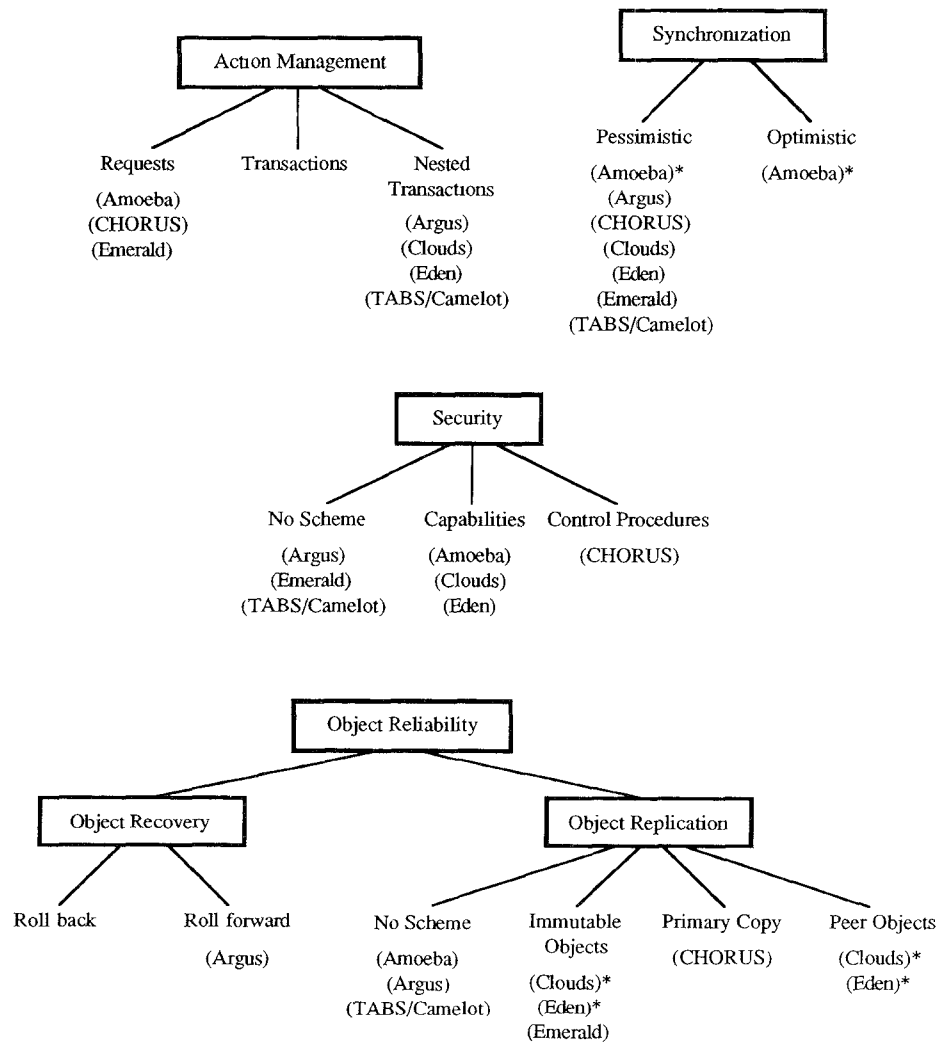 Action Management
Synchronization
Requests
(Amoeba)
(CHORUS)
(Emerald)
Transactions
Nested
Transactions
(Argus)
(Clouds)
(Eden)
(TABS/Camelot)
Pessimistic
(Amoeba)*
(Argus)
(CHORUS)
(Clouds)
(Eden)
(Emerald)
(TABS/Camelot)
Optimistic
(Amoeba)*
Security
No Scheme
(Argus)
(Emerald)
(TABS/Camelot)
Capabilities
(Amoeba)
(Clouds)
(Eden)
Control Procedures
(CHORUS)
Object Reliability
Object Recovery
Object Replication
Roll back
Roll forward
(Argus)
No Scheme
(Amoeba)
(Argus)
(TABS/Camelot)
Immutable
Objects
(Clouds)*
(Eden)*
(Emerald)
Primary Copy
(CHORUS)
Peer Objects
(Clouds)*
(Eden)*